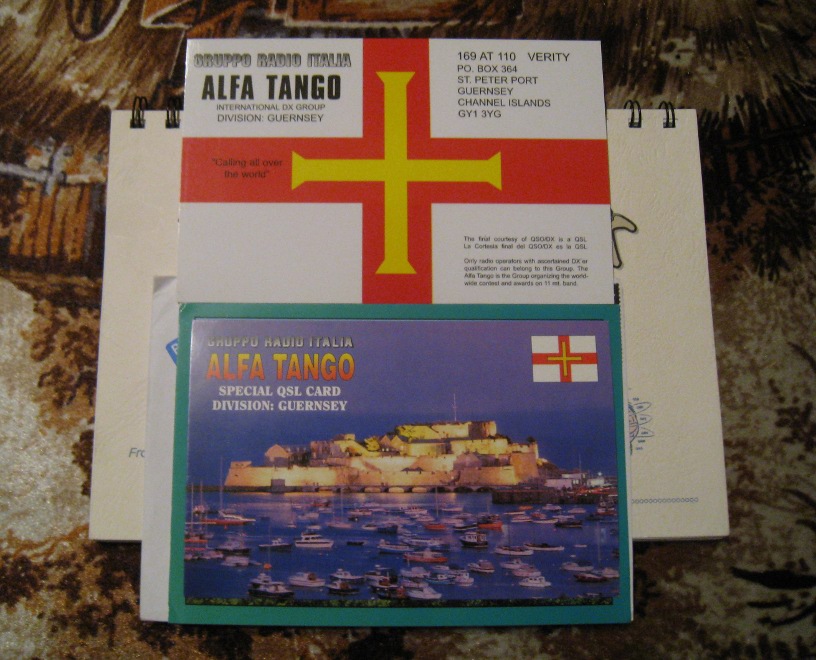 GRUPPO RADIO ITALIA
ALFA TANGO
INTERNATIONAL DX GROUP
DIVISION: GUERNSEY
169 AT 110 VERITY
PO. BOX 364
ST. PETER PORT
GUERNSEY
CHANNEL ISLANDS
GY1 3YG
"Calling all over
the world"
The final courtesy of QSO/DX is a QSL
La Cortesia final del QSO/DX es la QSL
Only radio operators with ascertained DX'er
qualification can belong to this Group. The
Alfa Tango is the Group organizing the world-
wide contest and awards on 11 mt. band.
GRUPPO RADIO ITALIA
ALFA TANGO
SPECIAL QSL CARD
DIVISION: GUERNSEY